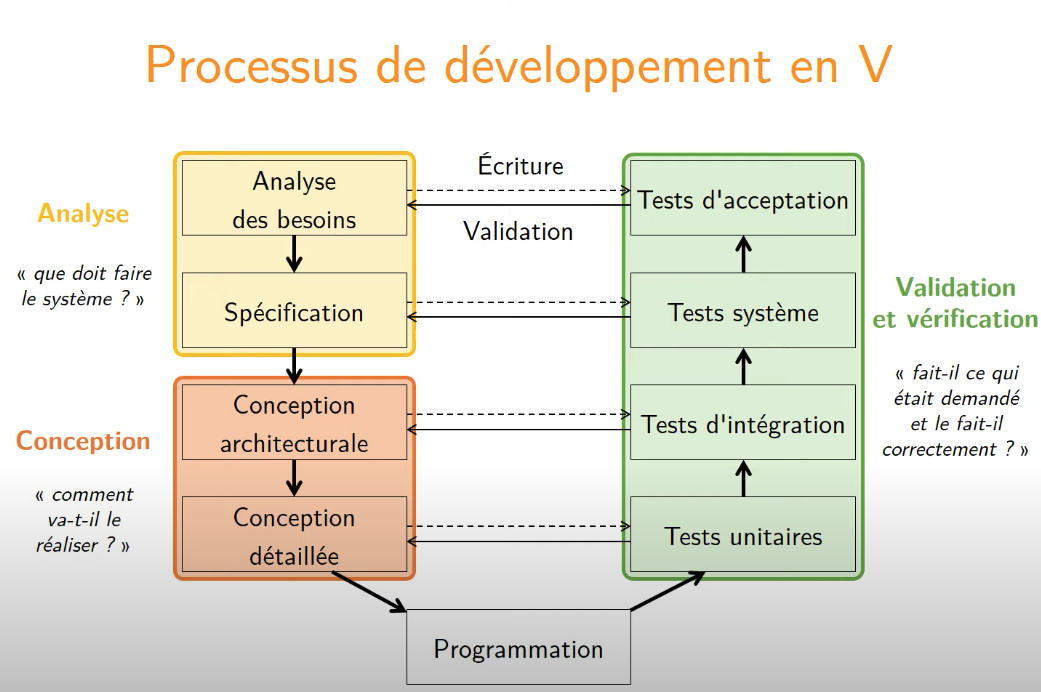 Processus de développement en V
Écriture
Analyse
des besoins
Tests d'acceptation
Validation
Analyse
« que doit faire
le système ? »
Spécification
Tests système
Validation
et vérification
« fait-il ce qui
était demandé
et le fait-il
correctement ? »
Conception
architecturale
Tests d'intégration
Conception
« comment
va-t-il le
réaliser ? »
Conception
détaillée
Tests unitaires
Programmation